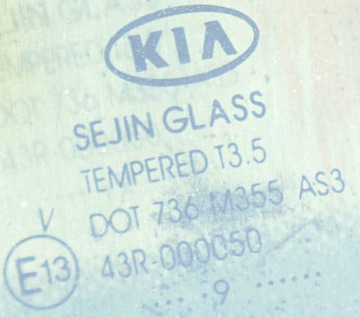 KIA
SEJIN GLASS
TEMPERED T3.5
DOT 736 M355 AS3
V
E13 43R-000050
..... 9 ......